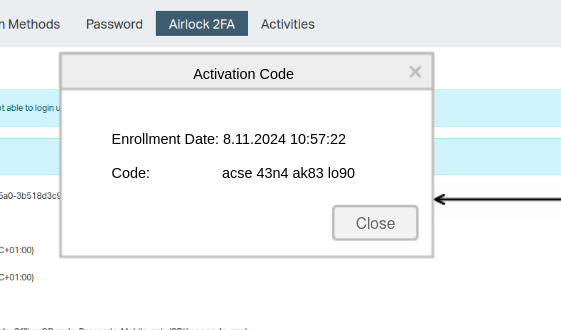 Methods Password Airlock 2FA Activities
Activation Code
able to login
Enrollment Date: 8.11.2024 10:57:22
Code: acse 43n4 ak83 lo90
5a0-3b518d3c9
Close
C+01:00)
C+01:00)